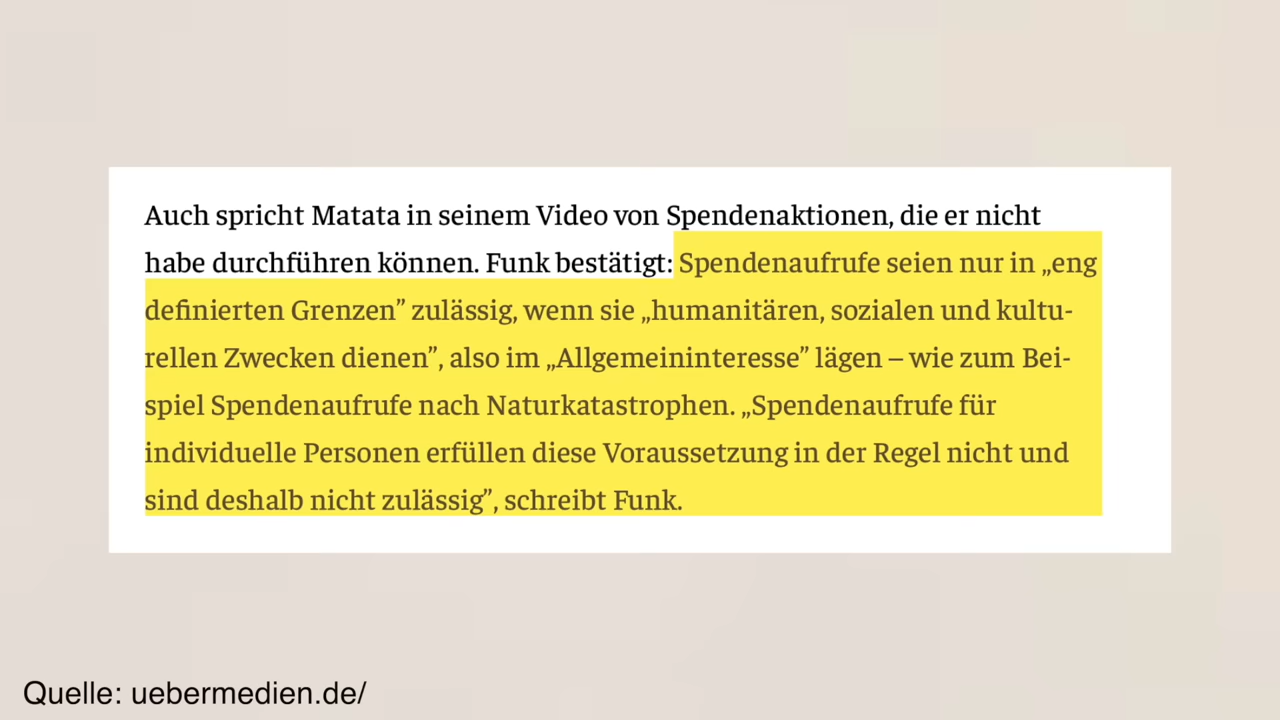 Auch spricht Matata in seinem Video von Spendenaktionen, die er nicht
habe durchführen können. Funk bestätigt: Spendenaufrufe seien nur in „eng
definierten Grenzen” zulässig, wenn sie „humanitären, sozialen und kultu-
rellen Zwecken dienen”, also im „Allgemeininteresse” lägen – wie zum Bei-
spiel Spendenaufrufe nach Naturkatastrophen. „Spendenaufrufe für
individuelle Personen erfüllen diese Voraussetzung in der Regel nicht und
sind deshalb nicht zulässig”, schreibt Funk.
Quelle: uebermedien.de/